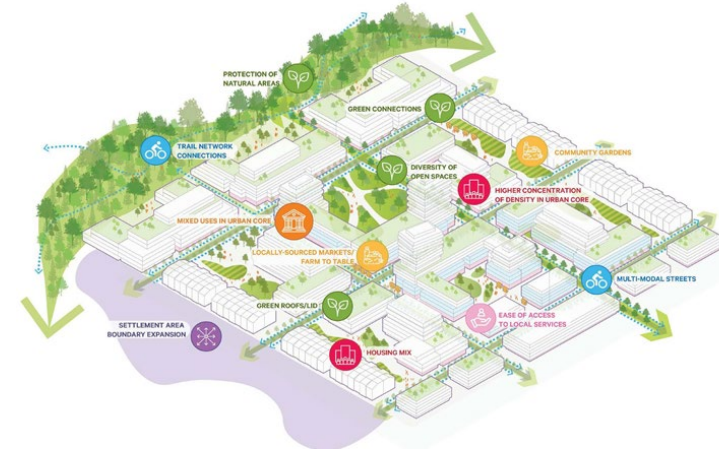 PROTECTION OF
NATURAL AREAS
GREEN CONNECTIONS
TRAIL NETWORK
CONNECTIONS
COMMUNITY GARDENS
DIVERSITY OF
OPEN SPACES
HIGHER CONCENTRATION
OF DENSITY IN URBAN CORE
MIXED USES IN URBAN CORE
LOCALLY-SOURCED MARKETS/
FARM TO TABLE
MULTI-MODAL STREETS
GREEN ROOFS/LID
EASE OF ACCESS
TO LOCAL SERVICES
SETTLEMENT AREA
BOUNDARY EXPANSION
HOUSING MIX